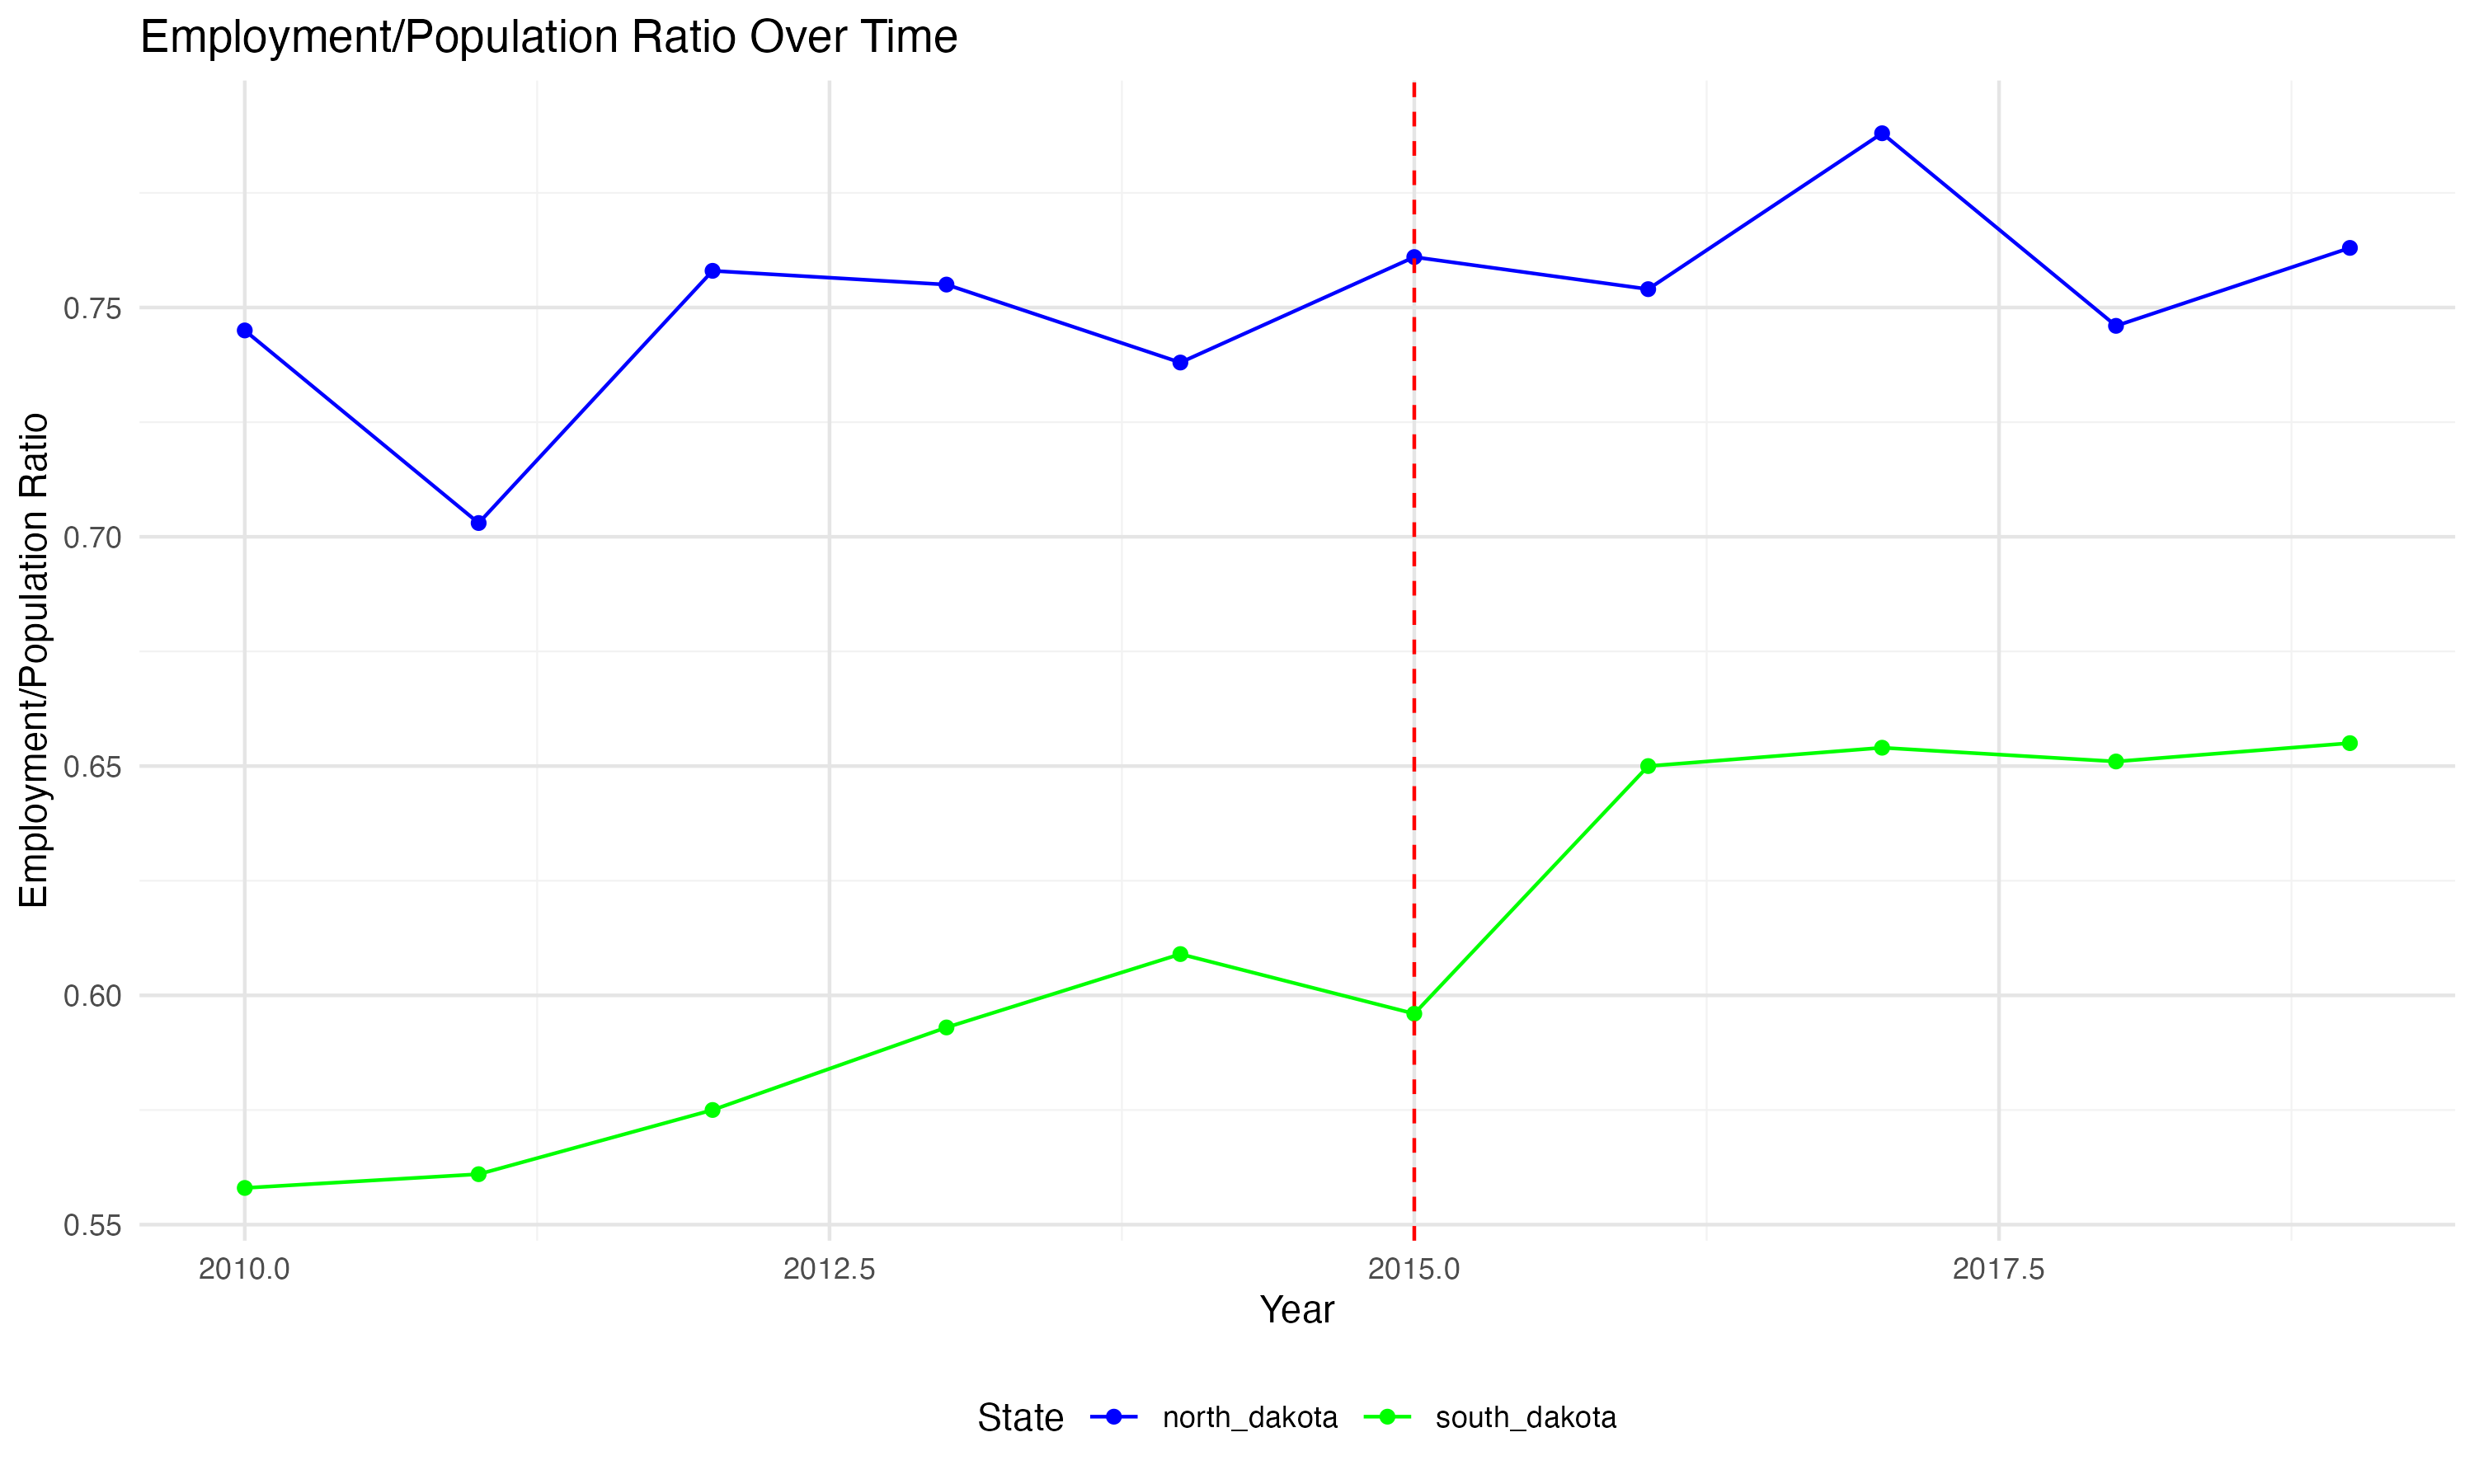 Employment/Population Ratio Over Time
Employment/Population Ratio
0.75
0.70
0.65
0.60
0.55
2010.0 2012.5 2015.0 2017.5
Year
State north_dakota south_dakota